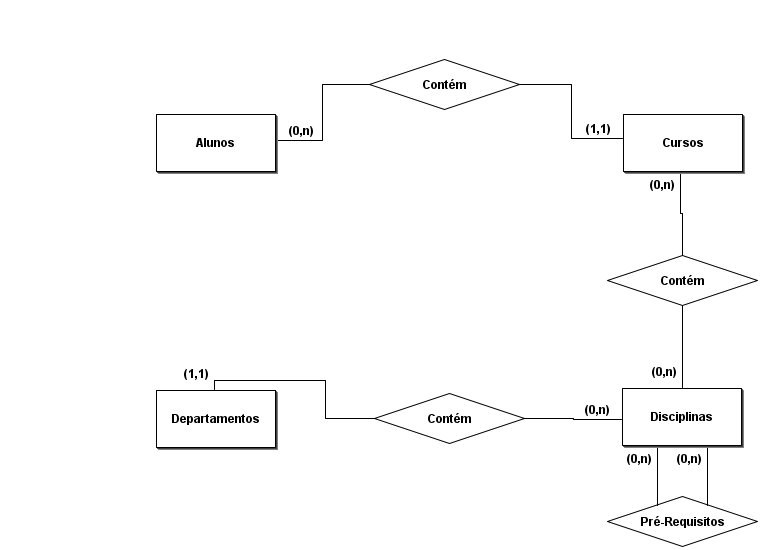 Contém
(0,n)
(1,1)
Alunos
Cursos
(0,n)
Contém
(1,1)
(0,n)
(0,n)
Departamentos
Contém
Disciplinas
(0,n)
(0,n)
Pré-Requisitos